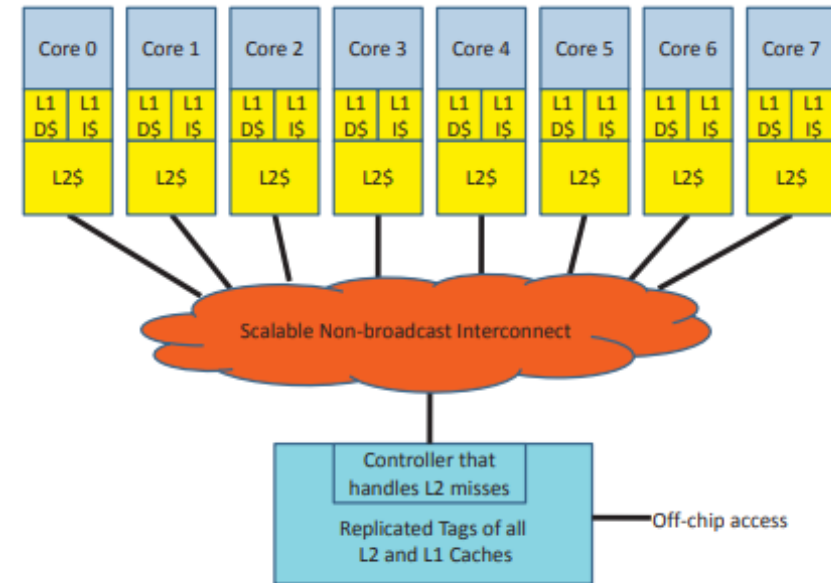 Core 0 Core 1 Core 2 Core 3 Core 4 Core 5 Core 6 Core 7
L1 L1 L1 L1 L1 L1 L1 L1 L1 L1 L1 L1 L1 L1 L1 L1
D$ I$ D$ I$ D$ I$ D$ I$ D$ I$ D$ I$ D$ I$ D$ I$
L2$ L2$ L2$ L2$ L2$ L2$ L2$ L2$
Scalable Non-broadcast Interconnect
Controller that
handles L2 misses
Replicated Tags of all
L2 and L1 Caches
Off-chip access